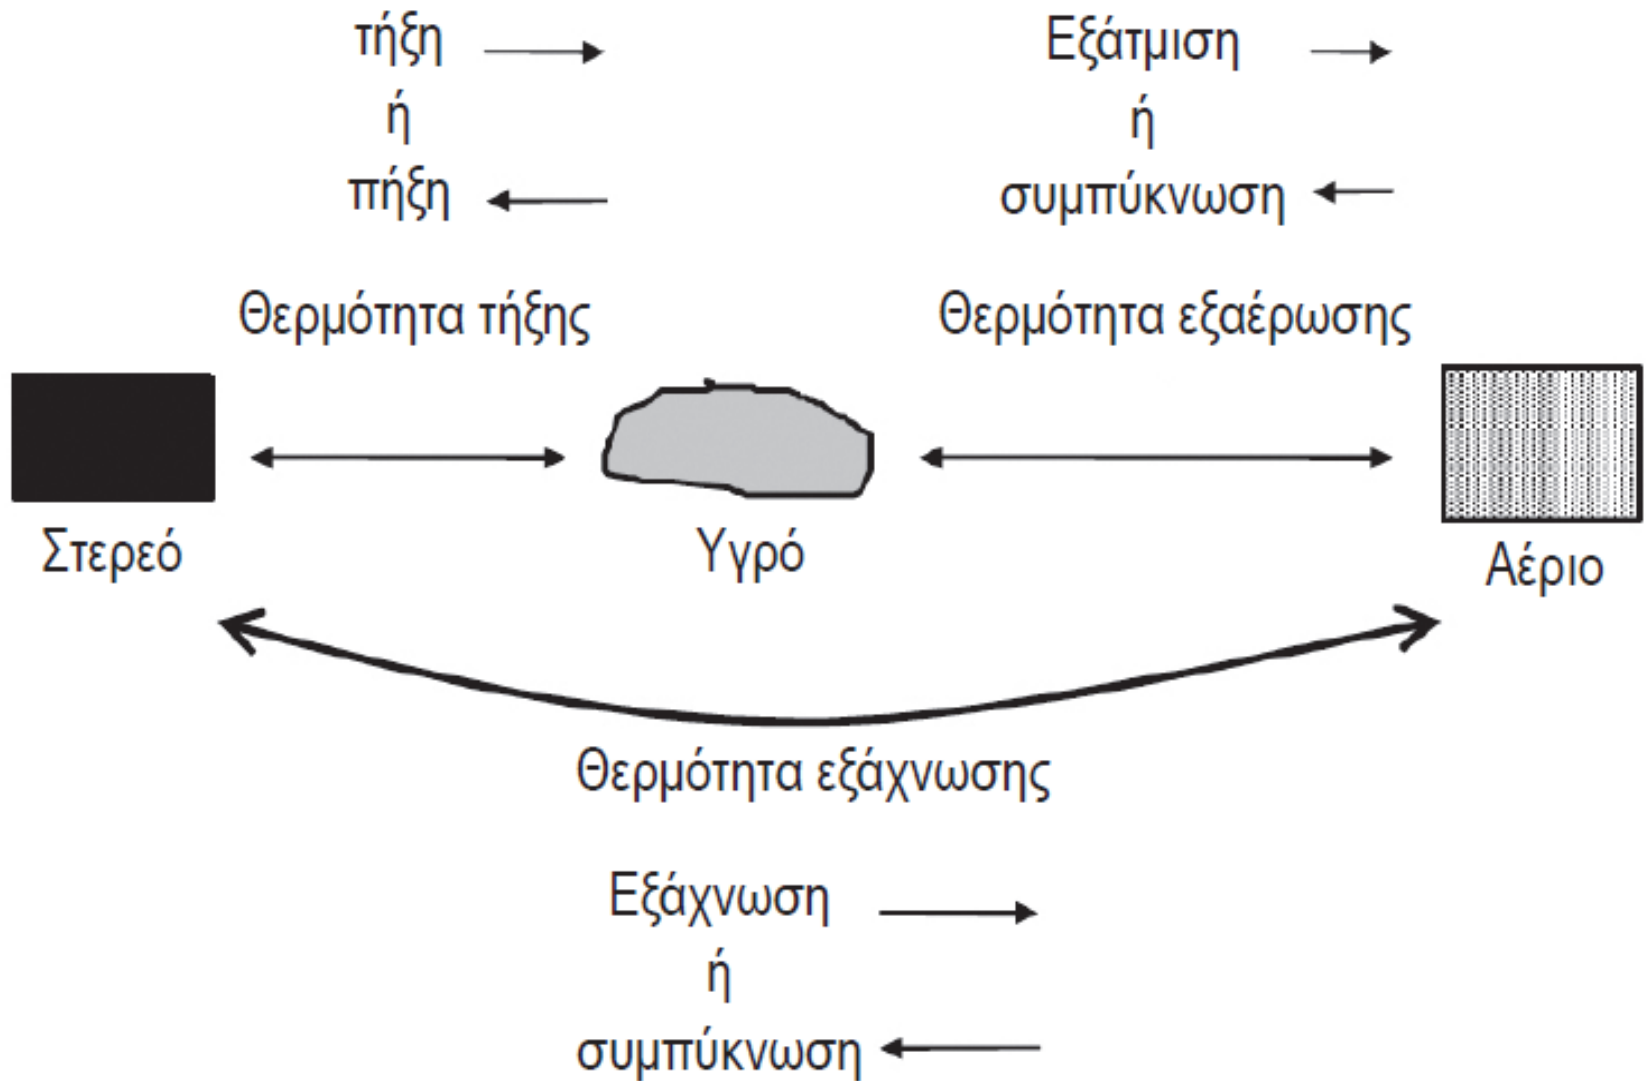 τήξη
ή
πήξη
Εξάτμιση
ή
συμπύκνωση
Θερμότητα τήξης
Θερμότητα εξαέρωσης
Στερεό
Υγρό
Αέριο
Θερμότητα εξάχνωσης
Εξάχνωση
ή
συμπύκνωση